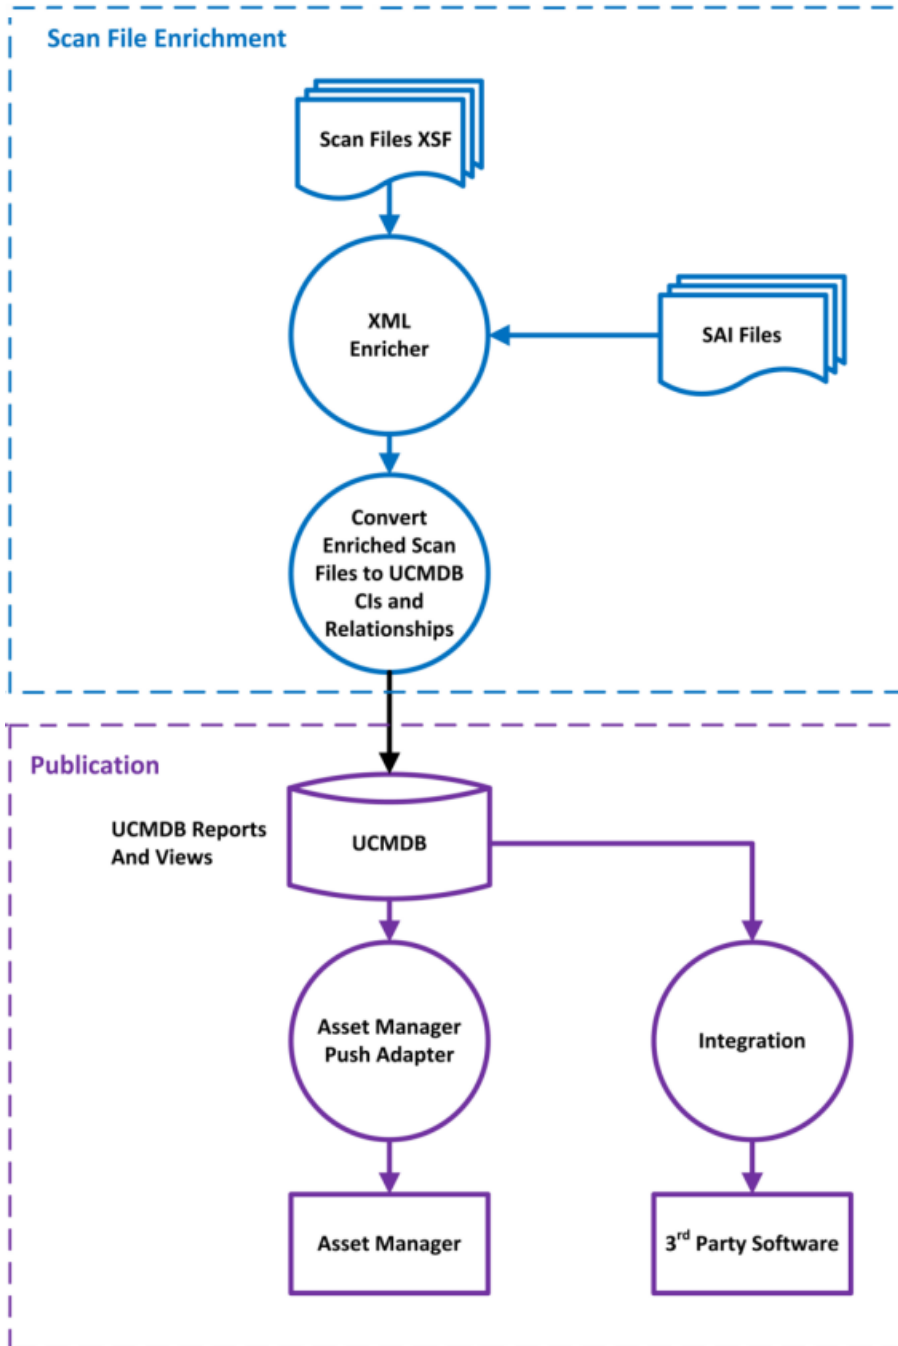 Scan File Enrichment
Scan Files XSF
XML
Enricher
SAI Files
Convert
Enriched Scan
Files to UCMDB
CIs and
Relationships
Publication
UCMDB Reports
And Views
UCMDB
Asset Manager
Push Adapter
Integration
Asset Manager
3rd Party Software